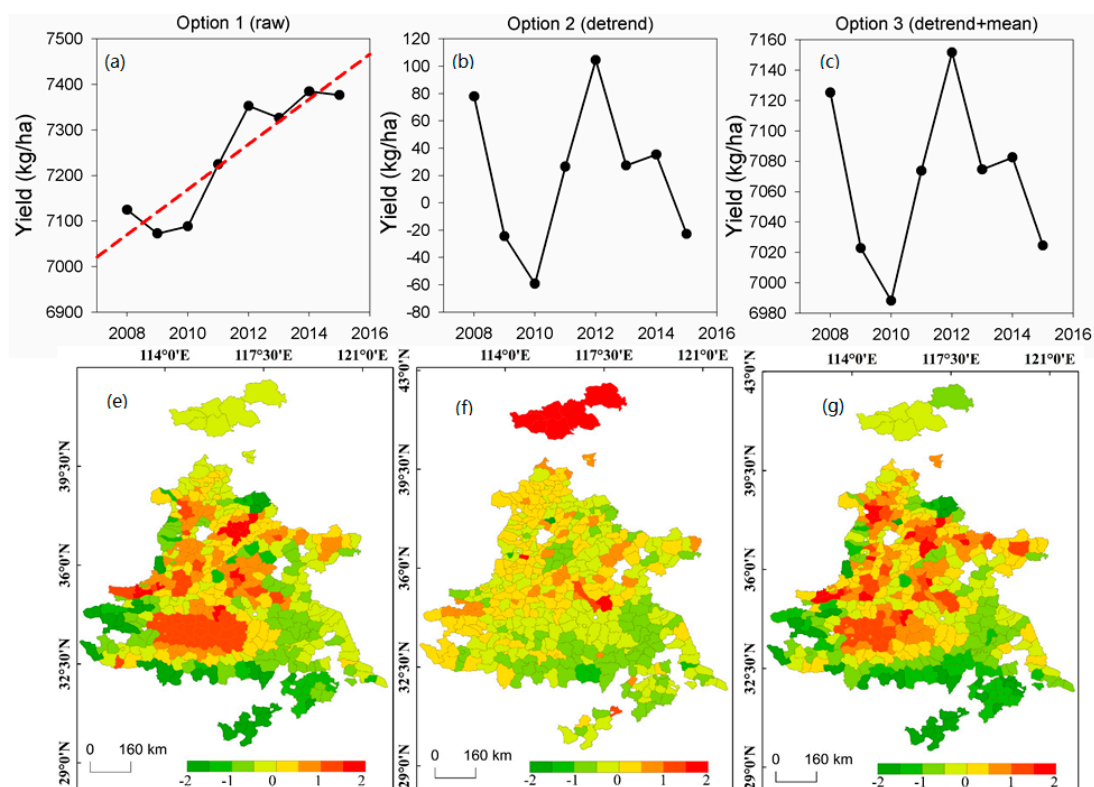 Option 1 (raw)
Option 2 (detrend)
Option 3 (detrend+mean)
(a)
Yield (kg/ha)
7500
7400
7300
7200
7100
7000
6900
2008 2010 2012 2014 2016
(b)
Yield (kg/ha)
120
100
80
60
40
20
0
-20
-40
-60
-80
2008 2010 2012 2014 2016
(c)
Yield (kg/ha)
7160
7140
7120
7100
7080
7060
7040
7020
7000
6980
2008 2010 2012 2014 2016
114°0'E 117°30'E 121°0'E
(e)
39°30'N
36°0'N
32°30'N
29°0'N
0 160 km
-2 -1 0 1 2
114°0'E 117°30'E 121°0'E
(f)
43°0'N
39°30'N
36°0'N
32°30'N
29°0'N
0 160 km
-2 -1 0 1 2
114°0'E 117°30'E 121°0'E
(g)
43°0'N
39°30'N
36°0'N
32°30'N
29°0'N
0 160 km
-2 -1 0 1 2